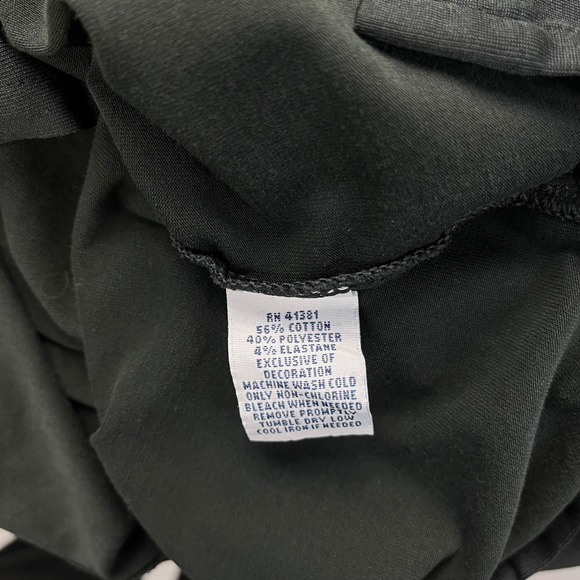 RN 41381
56% COTTON
40% POLYESTER
4% ELASTANE
EXCLUSIVE OF
DECORATION
MACHINE WASH COLD
ONLY NON-CHLORINE
BLEACH WHEN NEEDED
REMOVE PROMPTLY
TUMBLE DRY LOW
COOL IRON IF NEEDED